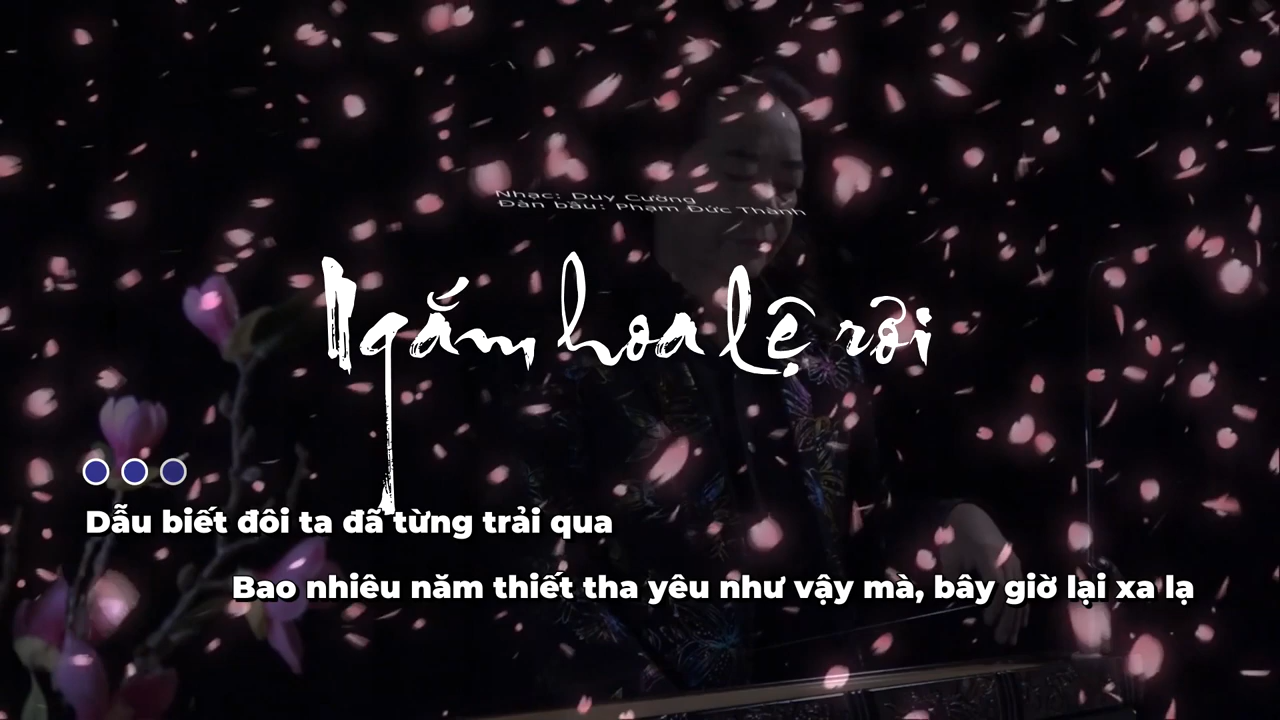 Nhạc: Duy Cường
Đàn bầu: Phạm Đức Thành
Ngắm hoa lệ rơi
Dẫu biết đôi ta đã từng trải qua
Bao nhiêu năm thiết tha yêu như vậy mà, bây giờ lại xa lạ